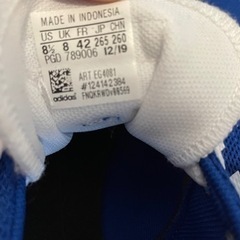 MADE IN INDONESIA
US UK FR JP CHN
8½ 8 42 265 260
PGD 789006 12/19
ART EG4081
#124142384
adidas